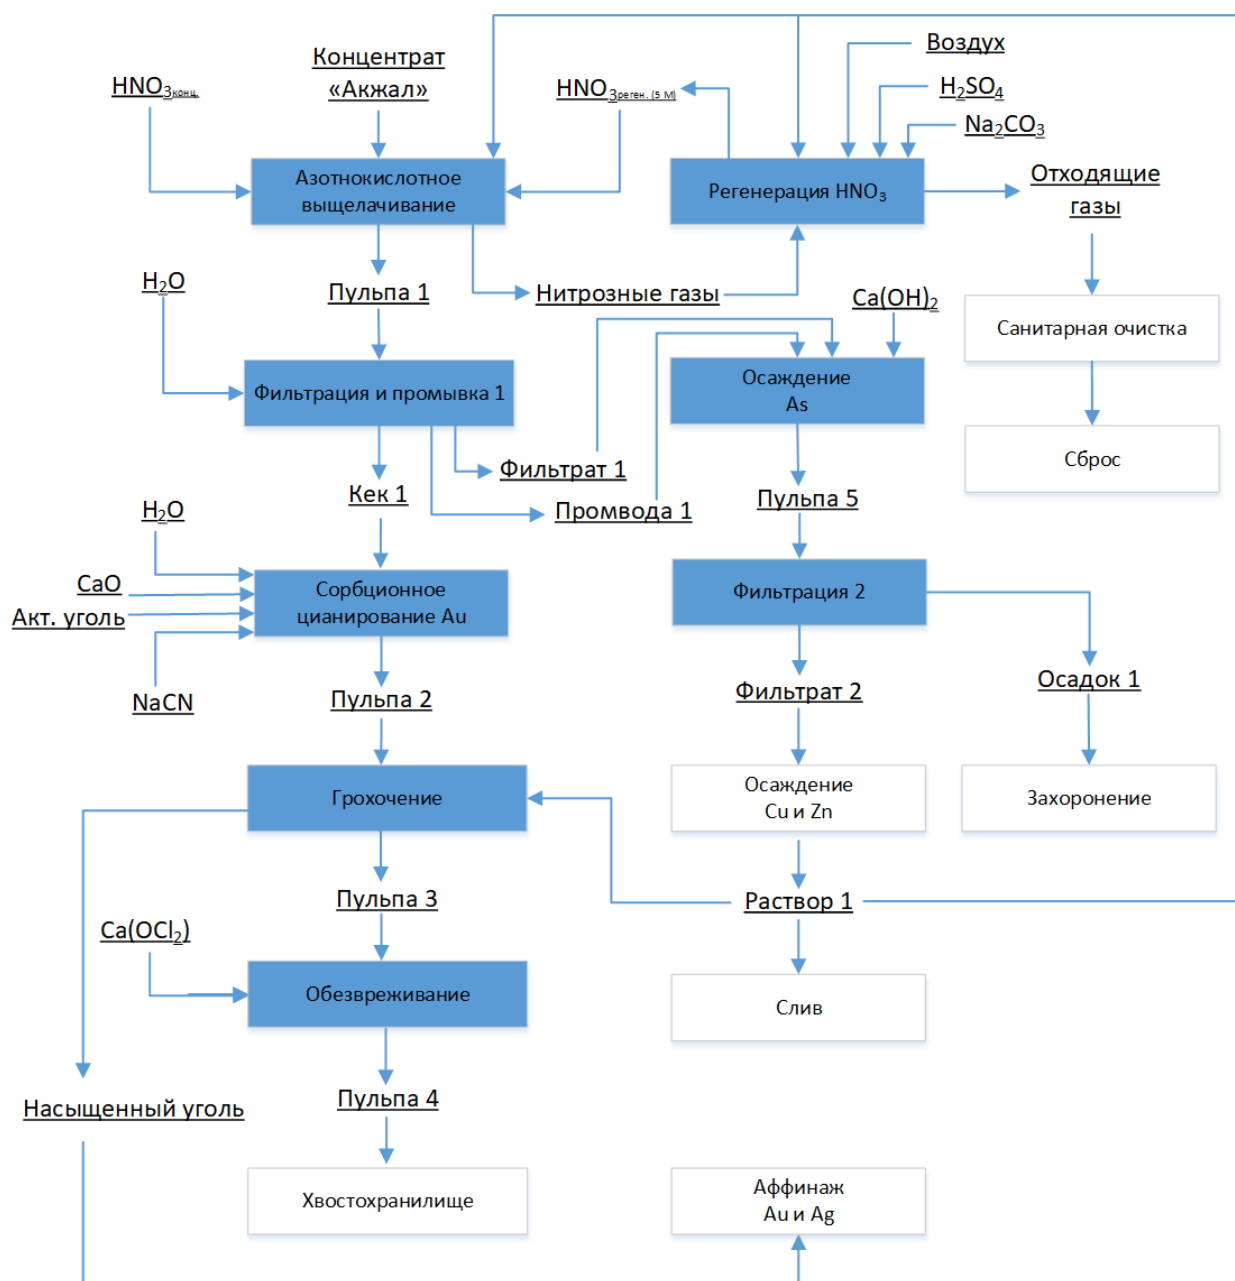 Воздух
Концентрат
«Акжал»
HNO3конц.
HNO3реген. (5 М)
H2SO4
Na2CO3
Азотнокислотное
выщелачивание
Регенерация HNO3
Отходящие
газы
H2O
Пульпа 1
Нитрозные газы
Ca(OH)2
Санитарная очистка
Фильтрация и промывка 1
Осаждение
As
Сброс
Фильтрат 1
Кек 1
Пульпа 5
Промвода 1
H2O
CaO
Акт. уголь
NaCN
Сорбционное
цианирование Au
Фильтрация 2
Пульпа 2
Фильтрат 2
Осадок 1
Грохочение
Осаждение
Cu и Zn
Захоронение
Пульпа 3
Раствор 1
Ca(OCl2)
Обезвреживание
Слив
Насыщенный уголь
Пульпа 4
Хвостохранилище
Аффинаж
Au и Ag